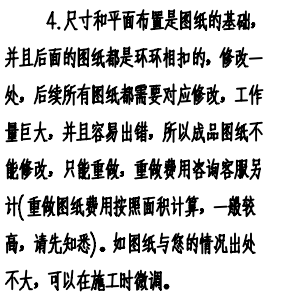 4.尺寸和平面布置是图纸的基础，
并且后面的图纸都是环环相扣的，修改一
处，后续所有图纸都需要对应修改，工作
量巨大，并且容易出错，所以成品图纸不
能修改，只能重做，重做费用咨询客服另
计(重做图纸费用按照面积计算，一般较
高，请先知悉)。如图纸与您的情况出处
不大，可以在施工时微调。